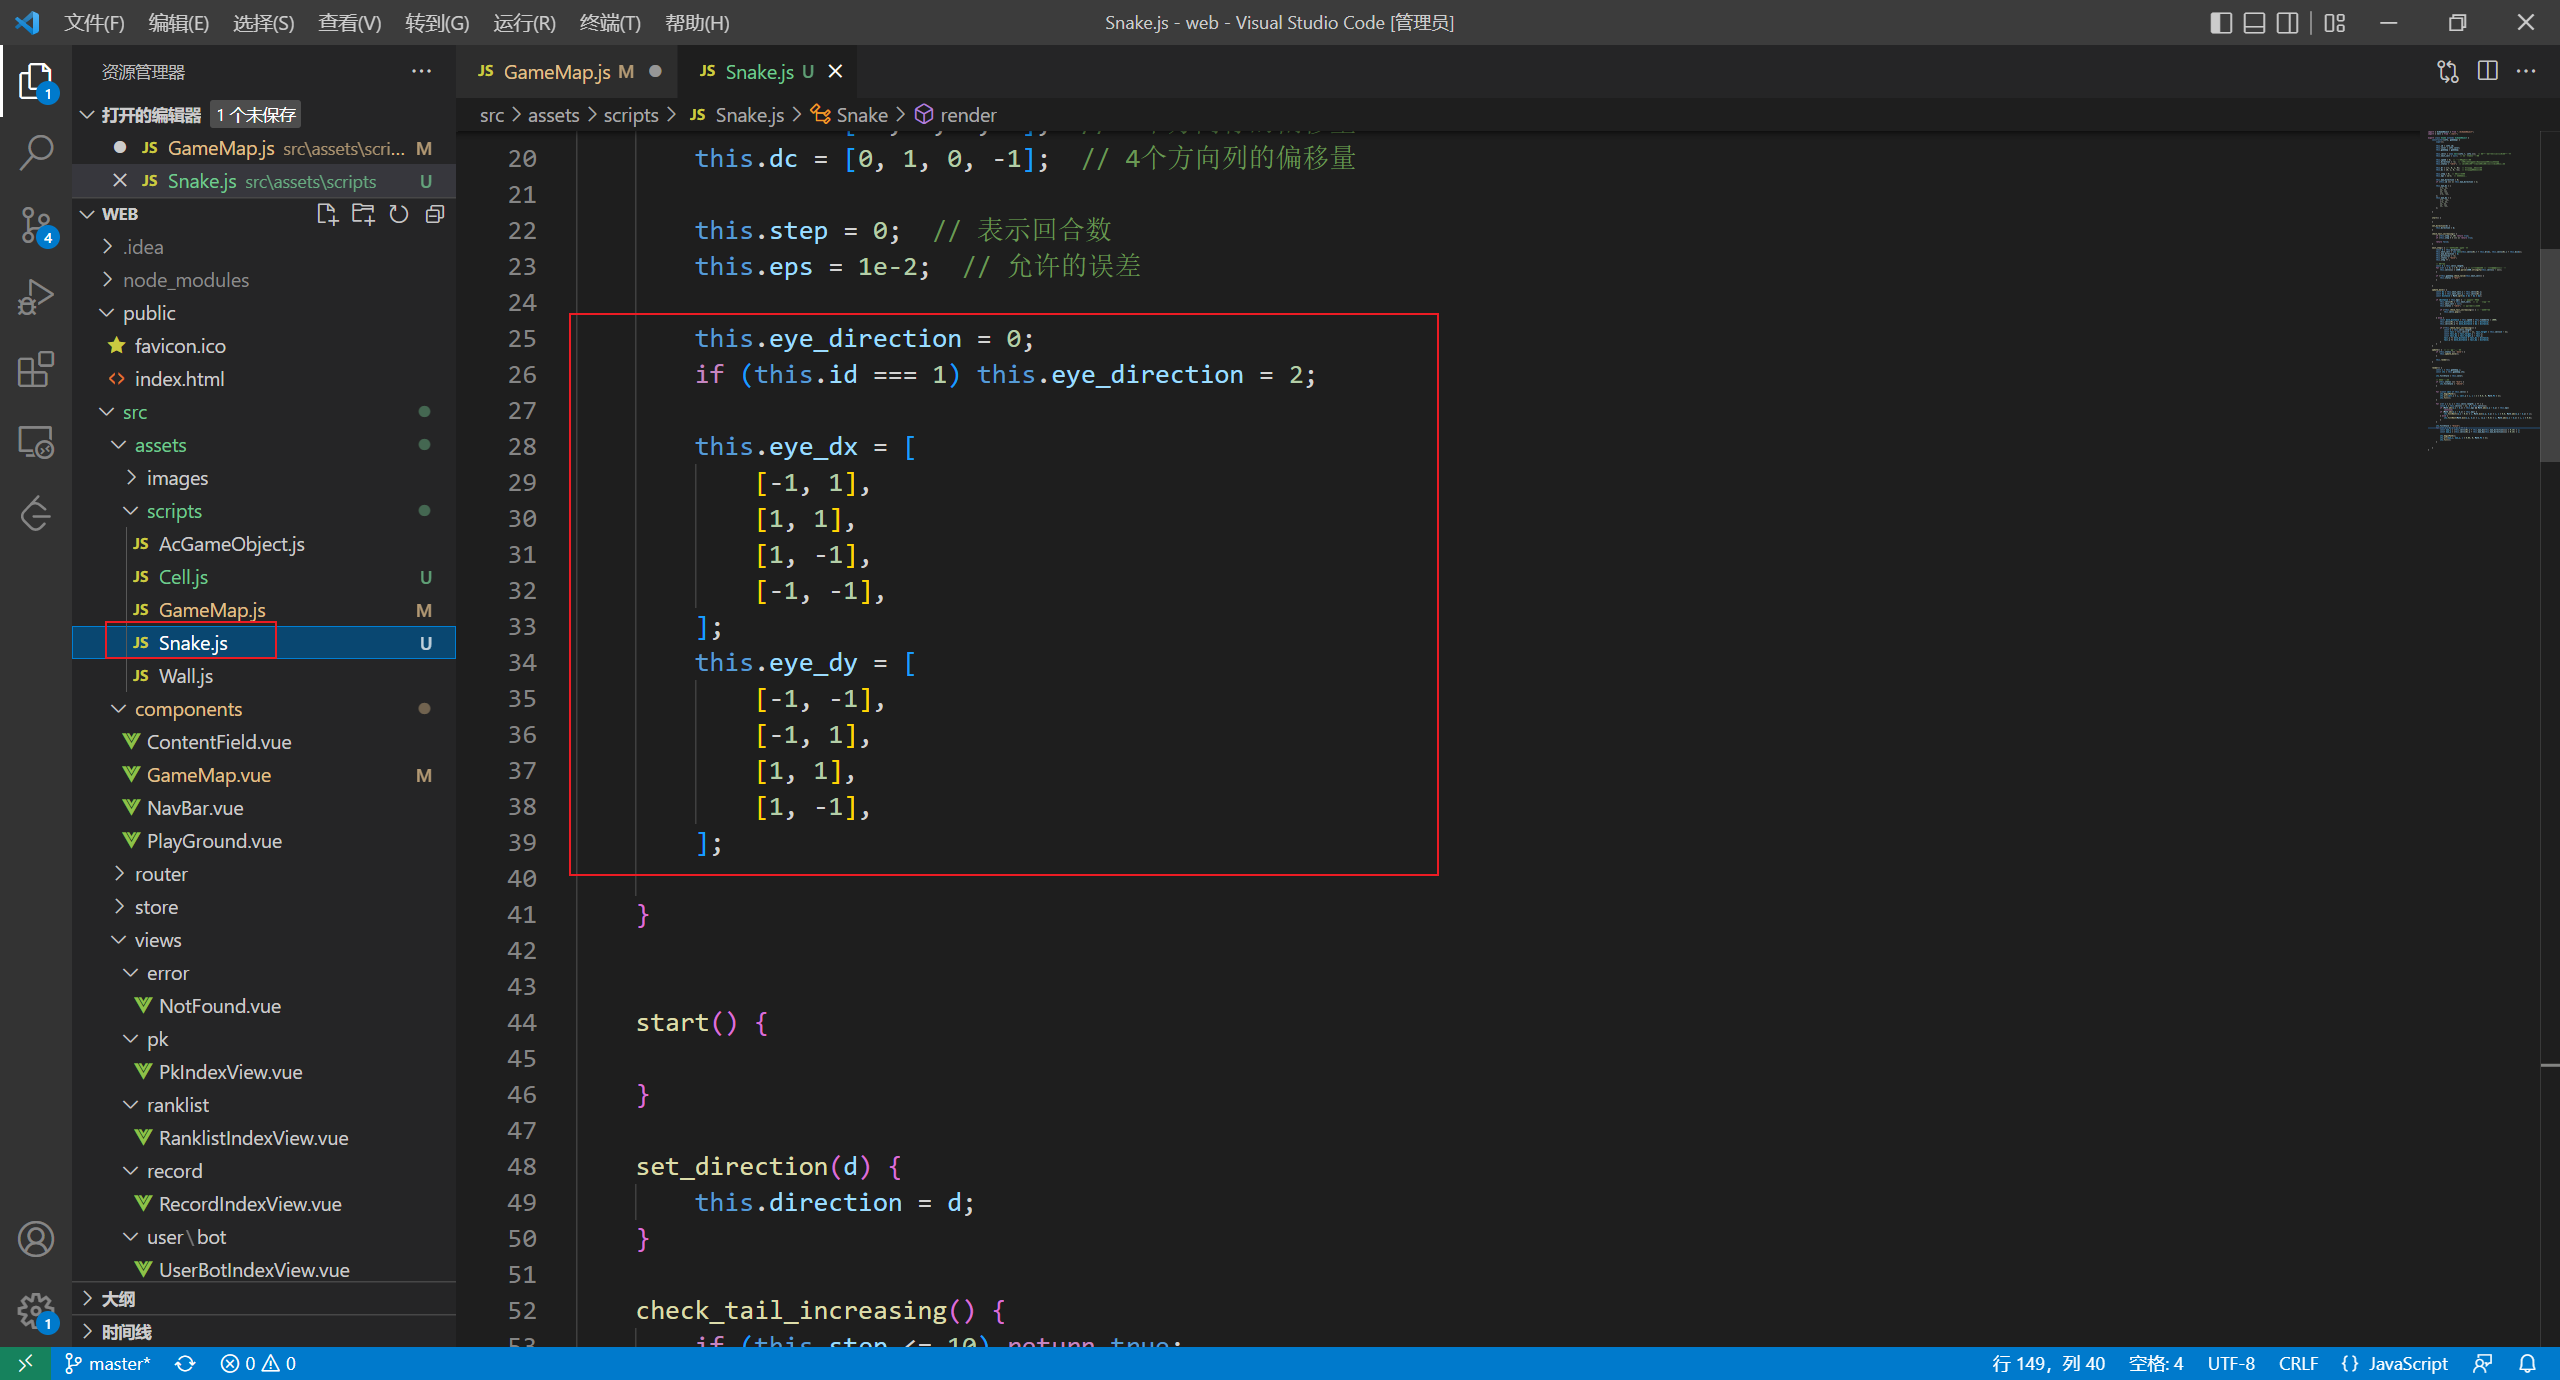 文件(F) 编辑(E) 选择(S) 查看(V) 转到(G) 运行(R) 终端(T) 帮助(H)
Snake.js - web - Visual Studio Code [管理员]
资源管理器
打开的编辑器 1 个未保存
JS GameMap.js src\assets\scri... M
JS Snake.js src\assets\scripts U
WEB
.idea
node_modules
public
favicon.ico
index.html
src
assets
images
scripts
JS AcGameObject.js
JS Cell.js U
JS GameMap.js M
JS Snake.js U
JS Wall.js
components
ContentField.vue
GameMap.vue M
NavBar.vue
PlayGround.vue
router
store
views
error
NotFound.vue
pk
PkIndexView.vue
ranklist
RanklistIndexView.vue
record
RecordIndexView.vue
user\bot
UserBotIndexView.vue
大纲
时间线
1
4
1
JS GameMap.js M JS Snake.js U
src > assets > scripts > JS Snake.js > Snake > render
20 this.dc = [0, 1, 0, -1]; // 4个方向列的偏移量
21
22 this.step = 0; // 表示回合数
23 this.eps = 1e-2; // 允许的误差
24
25 this.eye_direction = 0;
26 if (this.id === 1) this.eye_direction = 2;
27
28 this.eye_dx = [
29 [-1, 1],
30 [1, 1],
31 [1, -1],
32 [-1, -1],
33 ];
34 this.eye_dy = [
35 [-1, -1],
36 [-1, 1],
37 [1, 1],
38 [1, -1],
39 ];
40
41 }
42
43
44 start() {
45
46 }
47
48 set_direction(d) {
49 this.direction = d;
50 }
51
52 check_tail_increasing() {
53 if (this.step <= 10) return true;
master* 0 0
行 149，列 40 空格: 4 UTF-8 CRLF {} JavaScript